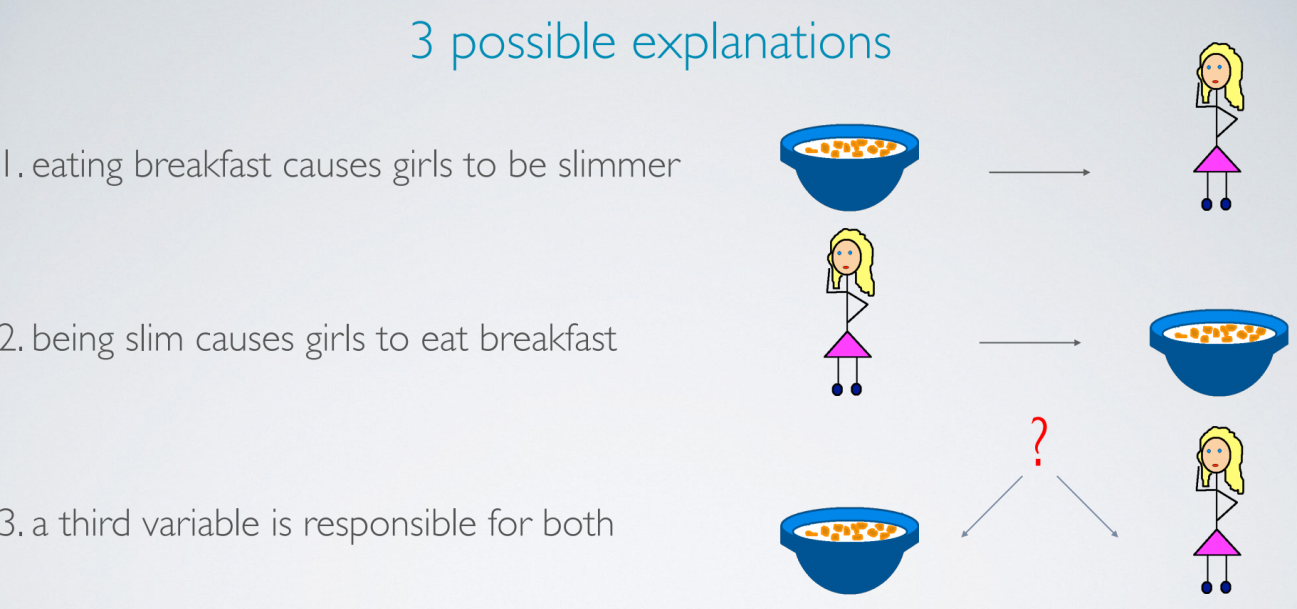 3 possible explanations
1. eating breakfast causes girls to be slimmer
2. being slim causes girls to eat breakfast
?
3. a third variable is responsible for both